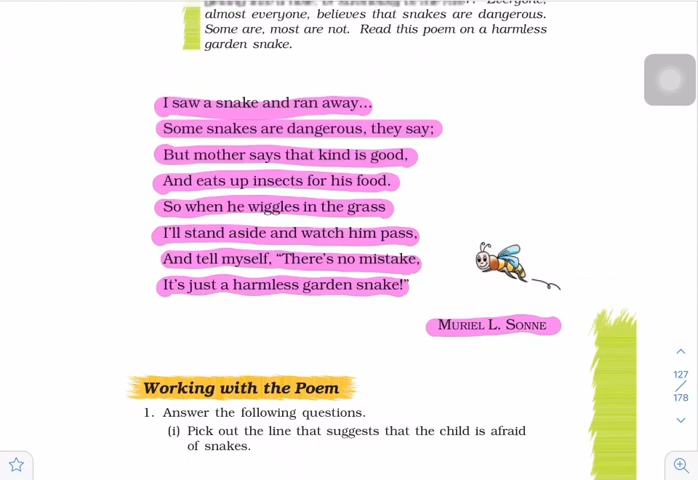 Everyone,
almost everyone, believes that snakes are dangerous.
Some are, most are not. Read this poem on a harmless
garden snake.
I saw a snake and ran away...
Some snakes are dangerous, they say;
But mother says that kind is good,
And eats up insects for his food.
So when he wiggles in the grass
I'll stand aside and watch him pass,
And tell myself, “There's no mistake,
It's just a harmless garden snake!”
MURIEL L. SONNE
Working with the Poem
1. Answer the following questions.
(i) Pick out the line that suggests that the child is afraid
of snakes.
127
178